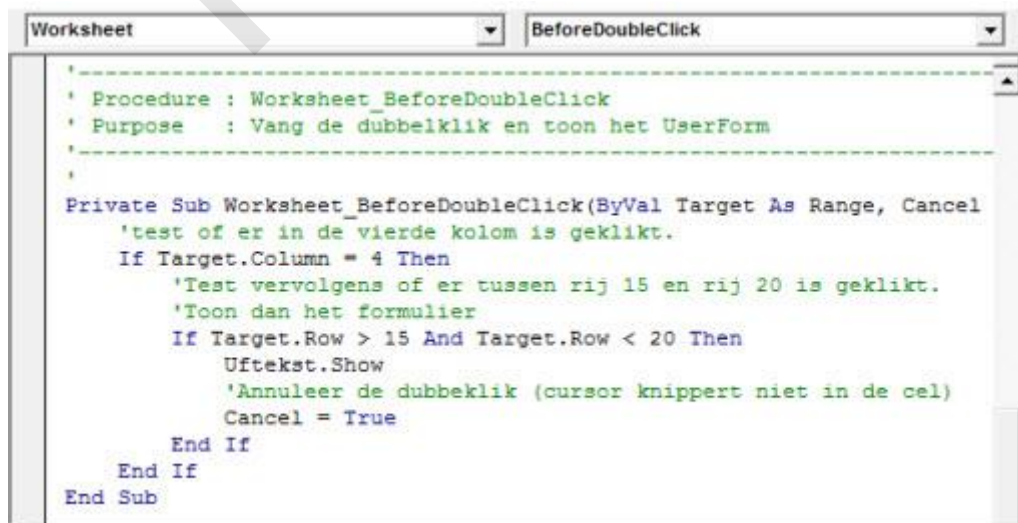 Worksheet BeforeDoubleClick
'-----------------------------------------------------------------------
' Procedure : Worksheet_BeforeDoubleClick
' Purpose   : Vang de dubbelklik en toon het UserForm
'-----------------------------------------------------------------------
'
Private Sub Worksheet_BeforeDoubleClick(ByVal Target As Range, Cancel
    'test of er in de vierde kolom is geklikt.
    If Target.Column = 4 Then
        'Test vervolgens of er tussen rij 15 en rij 20 is geklikt.
        'Toon dan het formulier
        If Target.Row > 15 And Target.Row < 20 Then
            Uftekst.Show
            'Annuleer de dubbeklik (cursor knippert niet in de cel)
            Cancel = True
        End If
    End If
End Sub